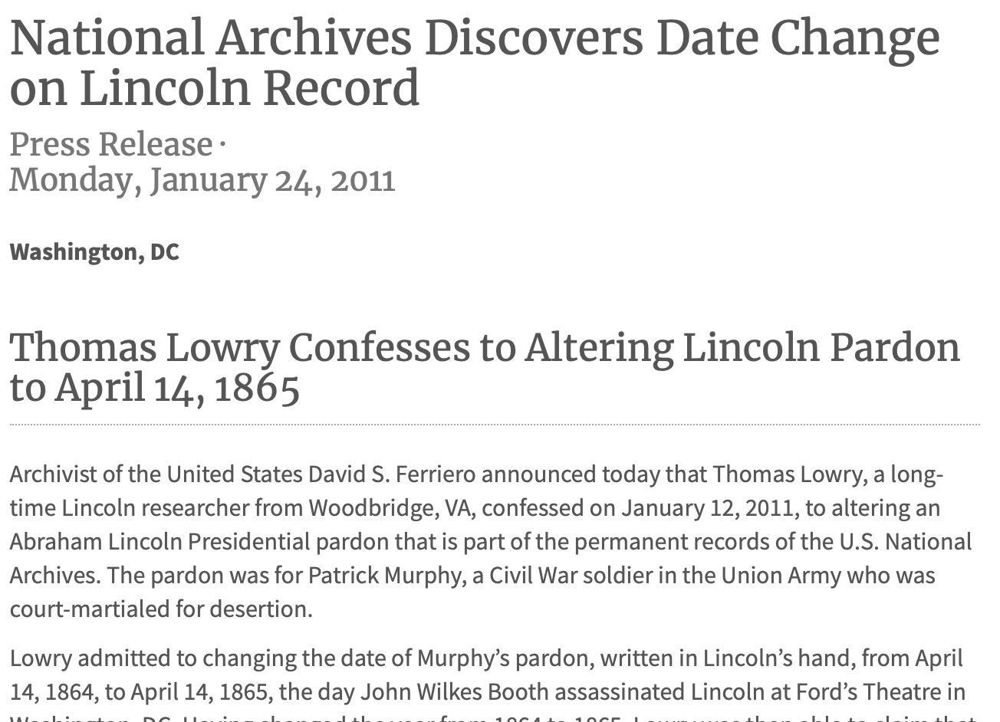 National Archives Discovers Date Change
on Lincoln Record
Press Release ·
Monday, January 24, 2011
Washington, DC
Thomas Lowry Confesses to Altering Lincoln Pardon
to April 14, 1865
Archivist of the United States David S. Ferriero announced today that Thomas Lowry, a long-
time Lincoln researcher from Woodbridge, VA, confessed on January 12, 2011, to altering an
Abraham Lincoln Presidential pardon that is part of the permanent records of the U.S. National
Archives. The pardon was for Patrick Murphy, a Civil War soldier in the Union Army who was
court-martialed for desertion.
Lowry admitted to changing the date of Murphy’s pardon, written in Lincoln’s hand, from April
14, 1864, to April 14, 1865, the day John Wilkes Booth assassinated Lincoln at Ford’s Theatre in
Washington, DC. Having changed the year from 1864 to 1865, Lowry was then able to claim that